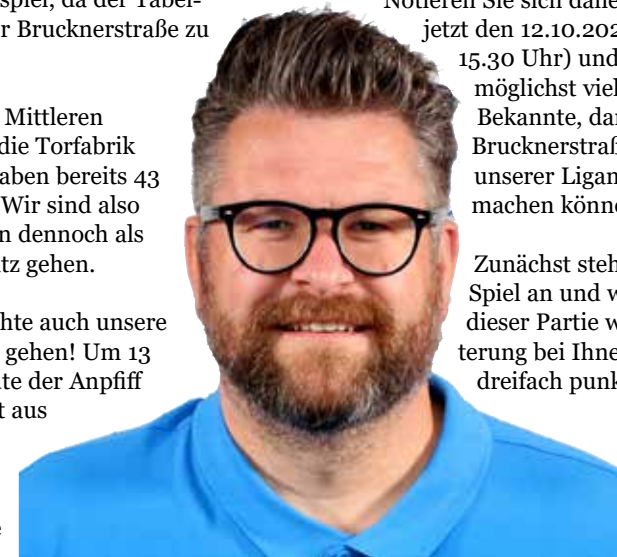 spiel, da der Tabel-
r Brucknerstraße zu
Mittleren
die Torfabrik
aben bereits 43
Wir sind also
n dennoch als
tz gehen.
hte auch unsere
gehen! Um 13
te der Anpfiff
t aus
e
Notieren Sie sich dahe
jetzt den 12.10.202
15.30 Uhr) und
möglichst viel
Bekannte, dam
Brucknerstraß
unserer Ligan
machen könne
Zunächst steh
Spiel an und w
dieser Partie w
terung bei Ihne
dreifach punk